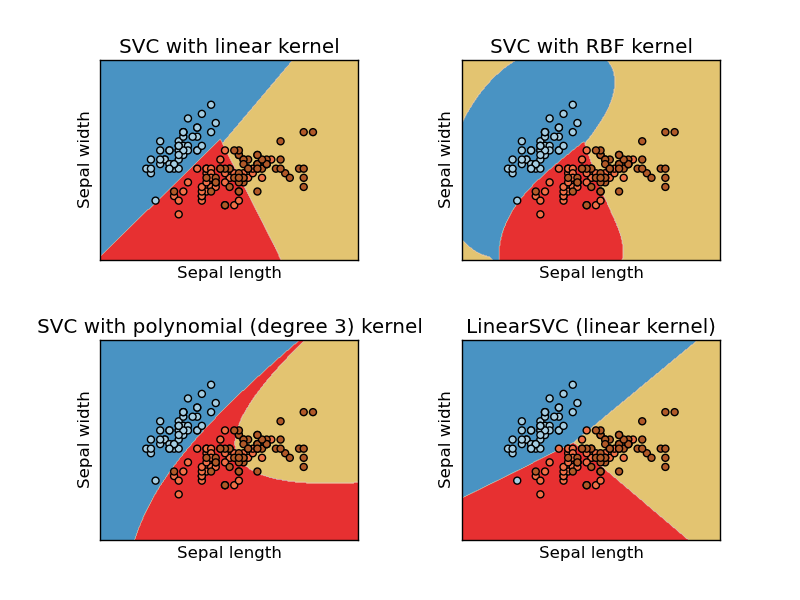 SVC with linear kernel
Sepal width
Sepal length
SVC with RBF kernel
Sepal width
Sepal length
SVC with polynomial (degree 3) kernel
Sepal width
Sepal length
LinearSVC (linear kernel)
Sepal width
Sepal length